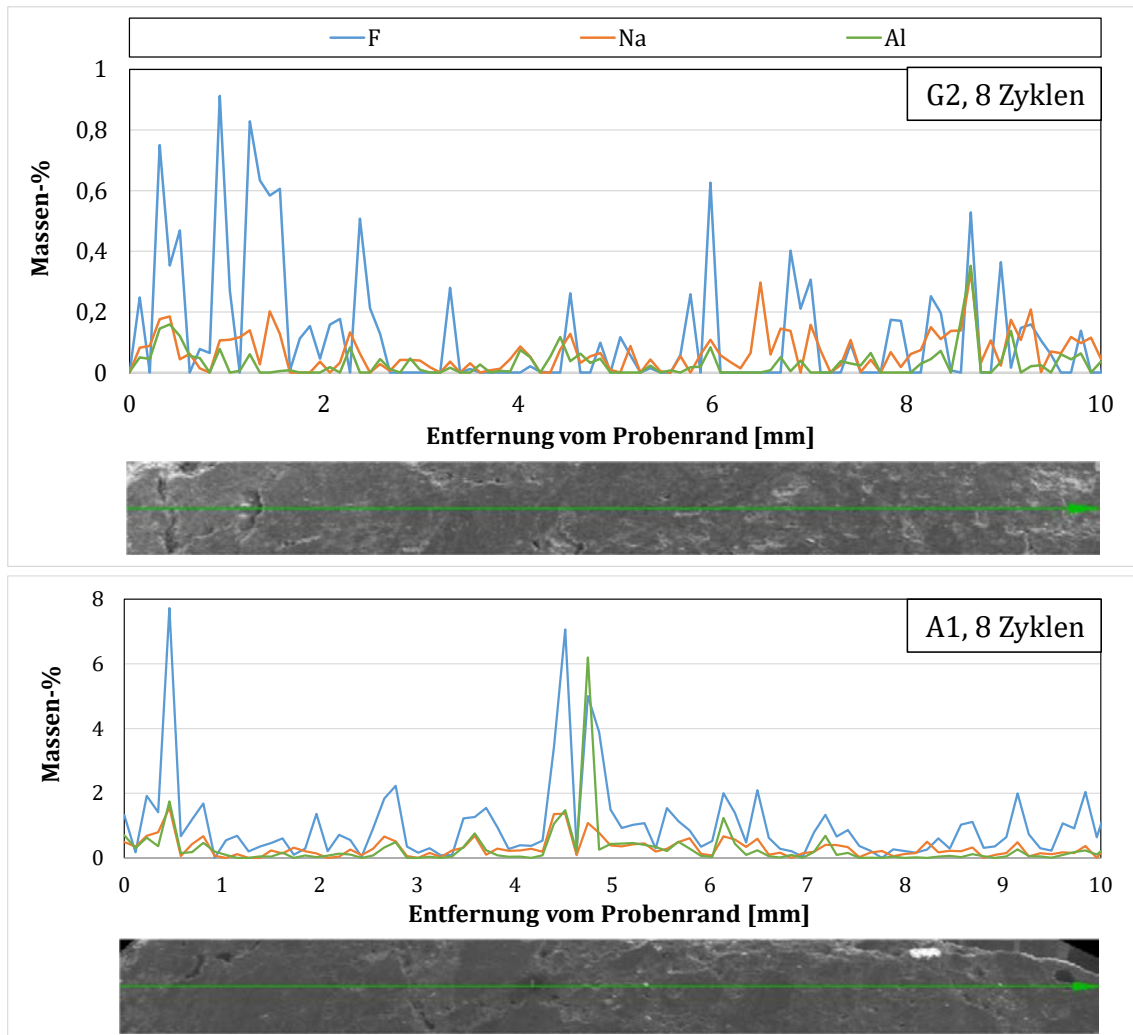 F Na Al
G2, 8 Zyklen
1
0,8
0,6
0,4
0,2
0
Massen-%
0 2 4 6 8 10
Entfernung vom Probenrand [mm]
A1, 8 Zyklen
8
6
4
2
0
Massen-%
0 1 2 3 4 5 6 7 8 9 10
Entfernung vom Probenrand [mm]